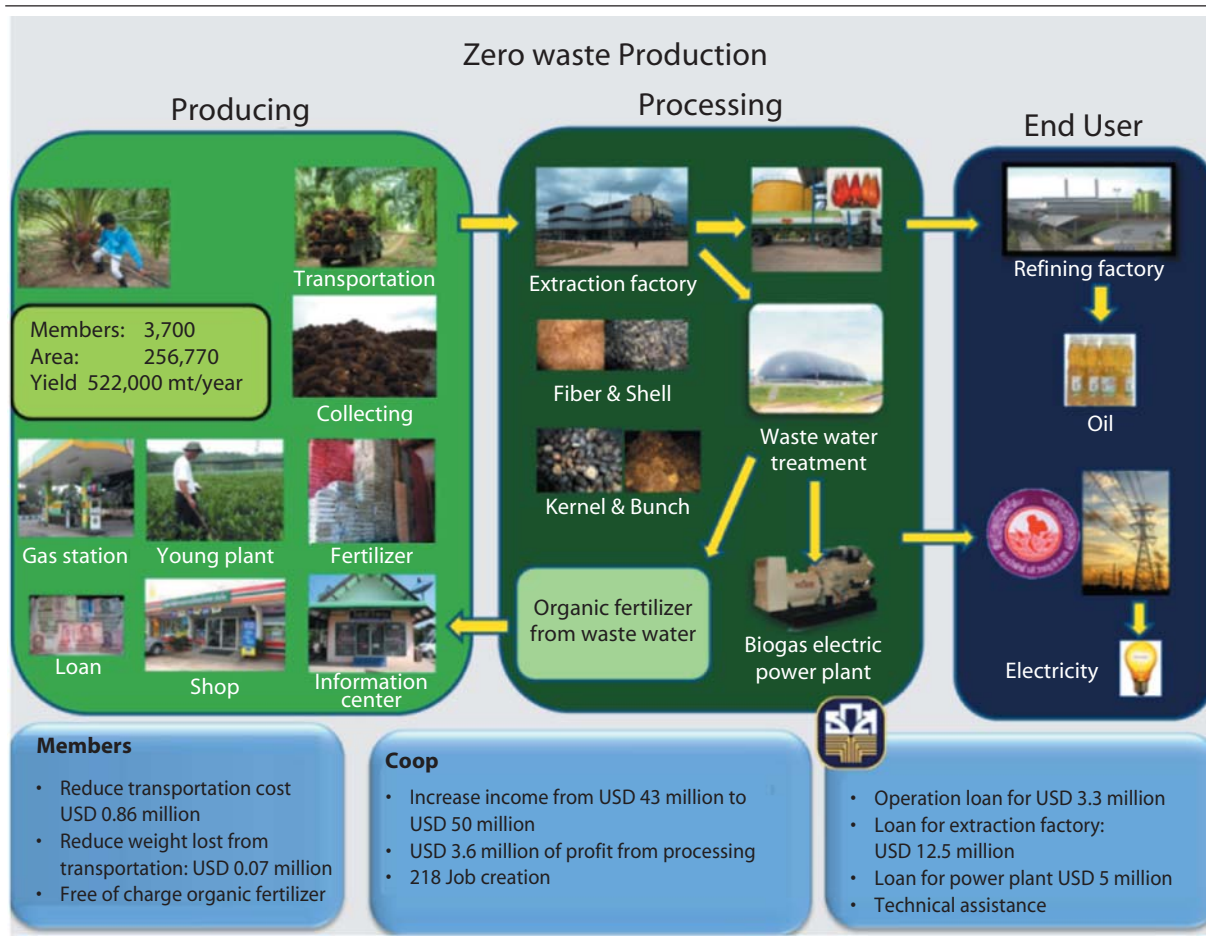 Zero waste Production
Producing
Processing
End User
Transportation
Members: 3,700
Area: 256,770
Yield 522,000 mt/year
Collecting
Gas station
Young plant
Fertilizer
Loan
Shop
Information
center
Extraction factory
Fiber & Shell
Kernel & Bunch
Waste water
treatment
Organic fertilizer
from waste water
Biogas electric
power plant
Refining factory
Oil
Electricity
Members
• Reduce transportation cost
USD 0.86 million
• Reduce weight lost from
transportation: USD 0.07 million
• Free of charge organic fertilizer
Coop
• Increase income from USD 43 million to
USD 50 million
• USD 3.6 million of profit from processing
• 218 Job creation
• Operation loan for USD 3.3 million
• Loan for extraction factory:
USD 12.5 million
• Loan for power plant USD 5 million
• Technical assistance